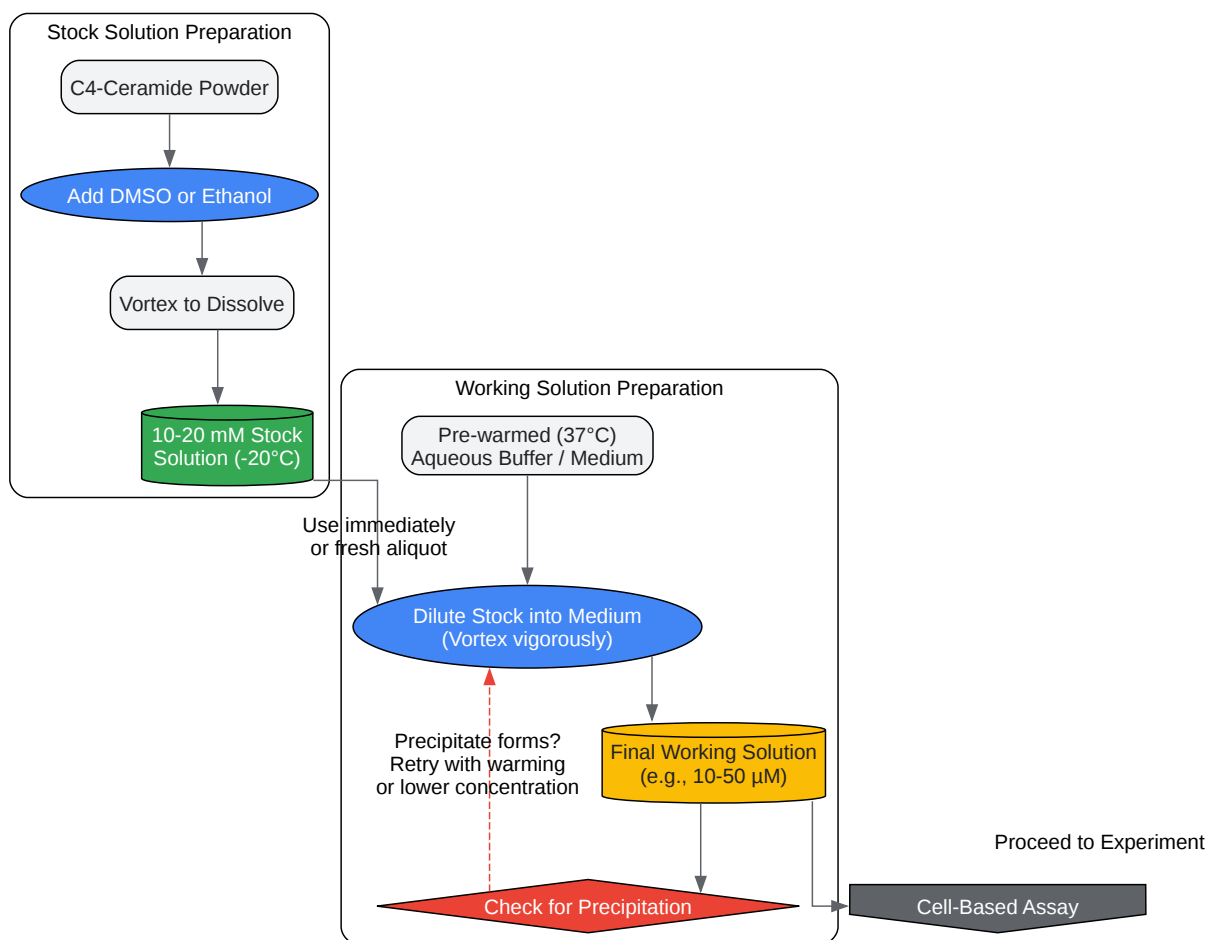 Stock Solution Preparation
C4-Ceramide Powder
Add DMSO or Ethanol
Vortex to Dissolve
10-20 mM Stock
Solution (-20°C)
Use immediately
or fresh aliquot
Working Solution Preparation
Pre-warmed (37°C)
Aqueous Buffer / Medium
Dilute Stock into Medium
(Vortex vigorously)
Precipitate forms?
Retry with warming
or lower concentration
Final Working Solution
(e.g., 10-50 µM)
Check for Precipitation
Proceed to Experiment
Cell-Based Assay